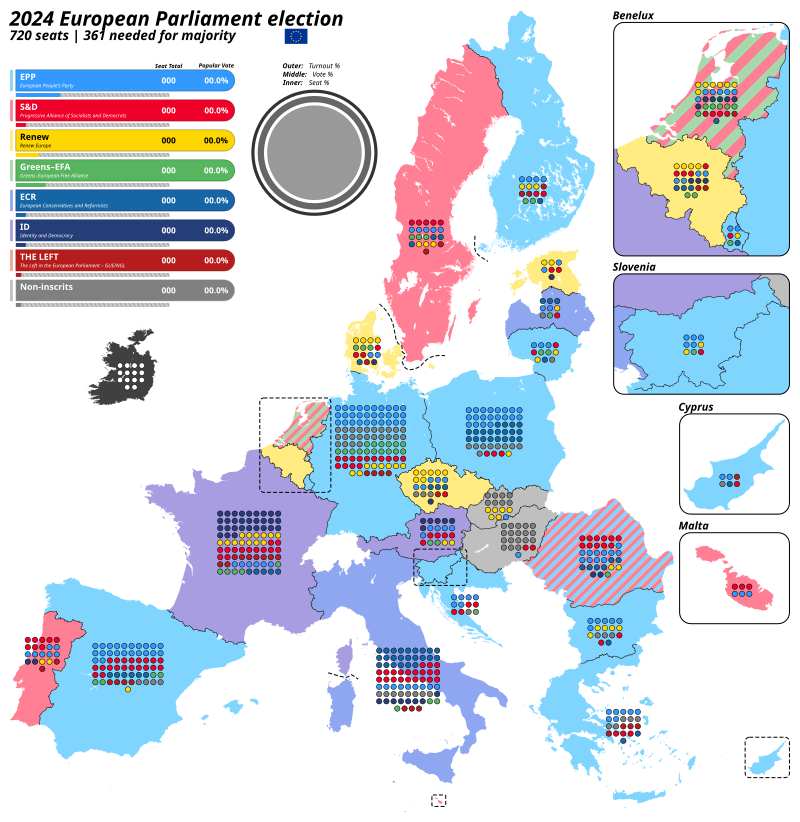 2024 European Parliament election
720 seats | 361 needed for majority
Seat Total Popular Vote
EPP 000 00.0%
European People's Party
S&D 000 00.0%
Progressive Alliance of Socialists and Democrats
Renew 000 00.0%
Renew Europe
Greens–EFA 000 00.0%
Greens-European Free Alliance
ECR 000 00.0%
European Conservatives and Reformists
ID 000 00.0%
Identity and Democracy
THE LEFT 000 00.0%
The Left in the European Parliament – GUE/NGL
Non-inscrits 000 00.0%
Outer: Turnout %
Middle: Vote %
Inner: Seat %
Benelux
Slovenia
Cyprus
Malta